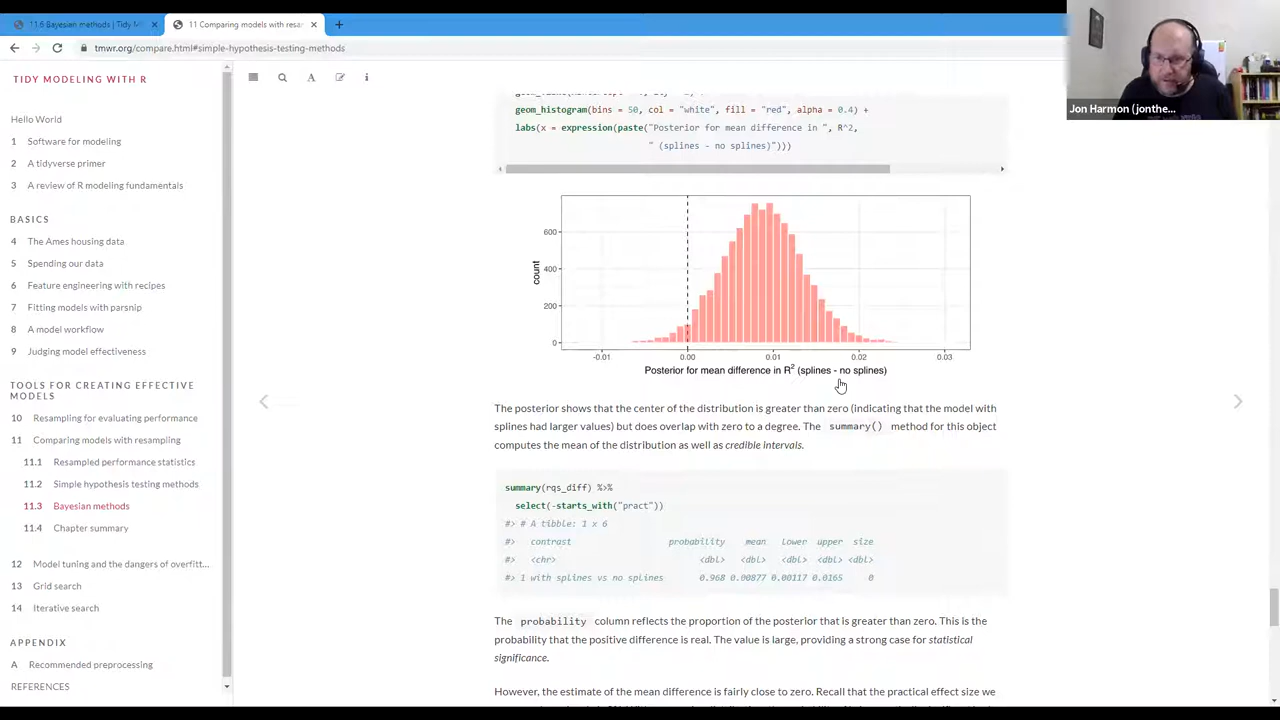 11.6 Bayesian methods | Tidy M
11 Comparing models with resa
tmwr.org/compare.html#simple-hypothesis-testing-methods
Jon Harmon (jonthe...
TIDY MODELING WITH R
Hello World
1 Software for modeling
2 A tidyverse primer
3 A review of R modeling fundamentals
BASICS
4 The Ames housing data
5 Spending our data
6 Feature engineering with recipes
7 Fitting models with parsnip
8 A model workflow
9 Judging model effectiveness
TOOLS FOR CREATING EFFECTIVE
MODELS
10 Resampling for evaluating performance
11 Comparing models with resampling
11.1 Resampled performance statistics
11.2 Simple hypothesis testing methods
11.3 Bayesian methods
11.4 Chapter summary
12 Model tuning and the dangers of overfitt...
13 Grid search
14 Iterative search
APPENDIX
A Recommended preprocessing
REFERENCES
geom_histogram(bins = 50, col = "white", fill = "red", alpha = 0.4) +
labs(x = expression(paste("Posterior for mean difference in ", R^2,
" (splines - no splines)")))
count
600
400
200
0
-0.01 0.00 0.01 0.02 0.03
Posterior for mean difference in R² (splines - no splines)
The posterior shows that the center of the distribution is greater than zero (indicating that the model with
splines had larger values) but does overlap with zero to a degree. The summary() method for this object
computes the mean of the distribution as well as credible intervals.
summary(rqs_diff) %>%
select(-starts_with("pract"))
#> # A tibble: 1 x 6
#> contrast probability mean lower upper size
#> <chr> <dbl> <dbl> <dbl> <dbl> <dbl>
#> 1 with splines vs no splines 0.968 0.00877 0.00117 0.0165 0
The probability column reflects the proportion of the posterior that is greater than zero. This is the
probability that the positive difference is real. The value is large, providing a strong case for statistical
significance.
However, the estimate of the mean difference is fairly close to zero. Recall that the practical effect size we